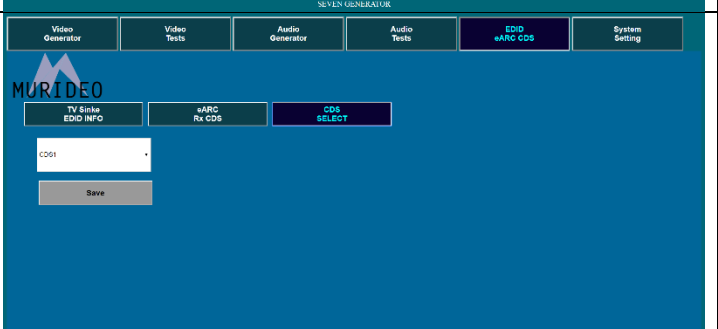 SEVEN GENERATOR
Video Generator
Video Tests
Audio Generator
Audio Tests
EDID eARC CDS
System Setting
MURIDEO
TV Sinke EDID INFO
eARC Rx CDS
CDS SELECT
CDS1
Save